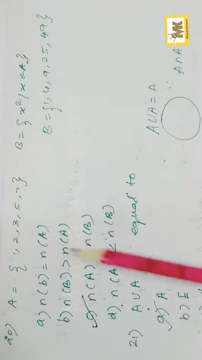 20) A = { 1, 2, 3, 5, 7} B = { x² / x ∈ A}
B = {1, 4, 9, 25, 49}
a) n(b) = n(A)
b) n(B) > n(A)
c) n(A) n(B)
d) n(A < n(B)
21) A∪A equal to
A∪A = A
a) A
b) E
A∩A